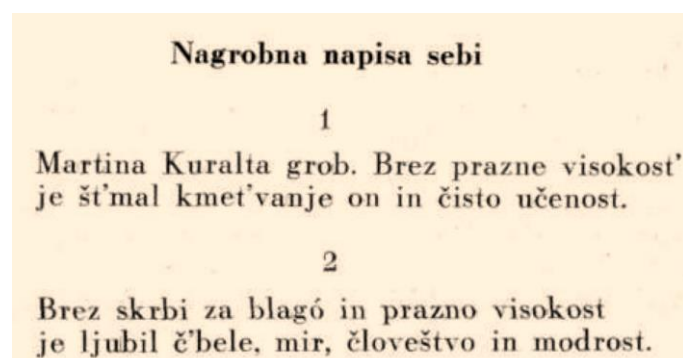 Nagrobna napisa sebi
1
Martina Kuralta grob. Brez prazne visokost'
je št'mal kmet'vanje on in čisto učenost.
2
Brez skrbi za blagó in prazno visokost
je ljubil č'bele, mir, človeštvo in modrost.